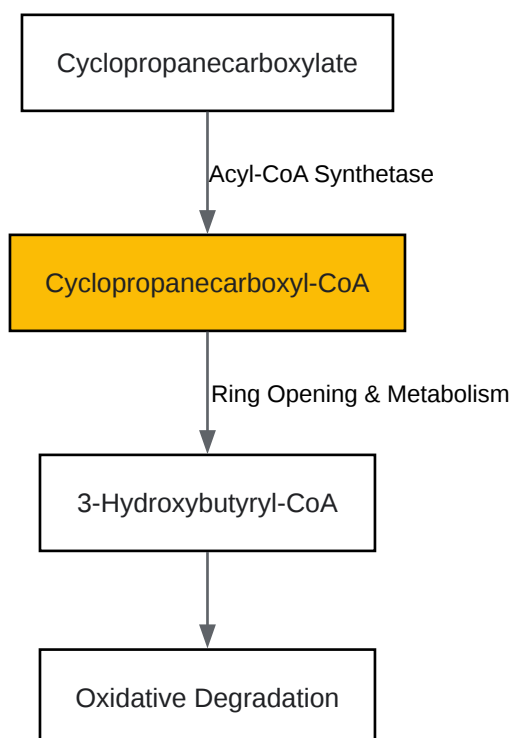 Cyclopropanecarboxylate
Acyl-CoA Synthetase
Cyclopropanecarboxyl-CoA
Ring Opening & Metabolism
3-Hydroxybutyryl-CoA
Oxidative Degradation